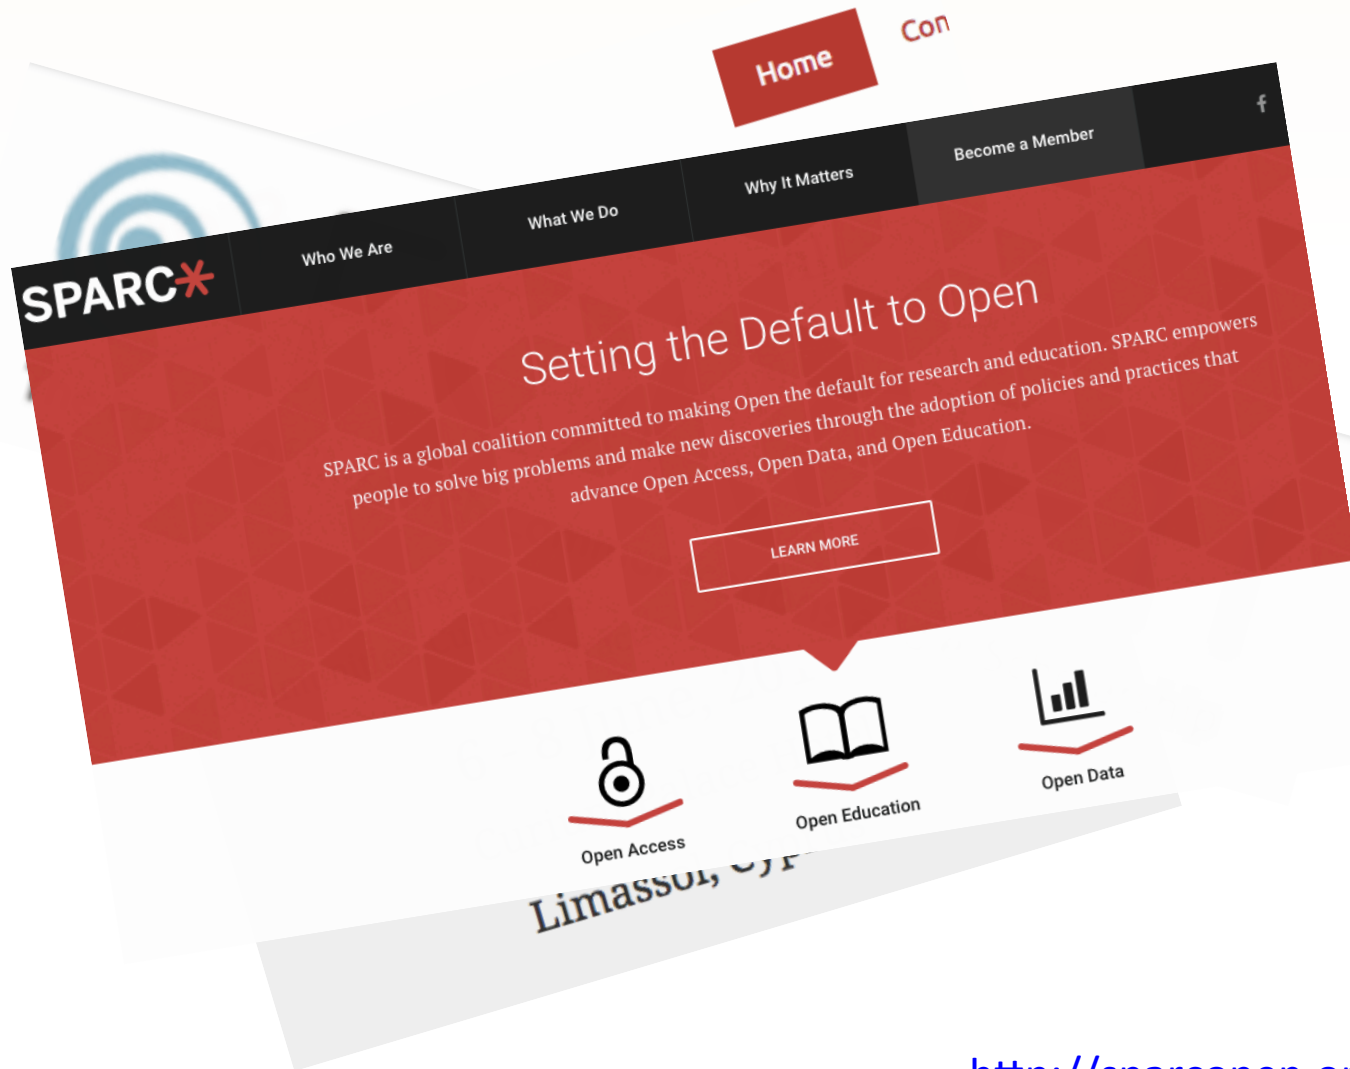 Home
SPARC
Who We Are
What We Do
Why It Matters
Become a Member
Setting the Default to Open
SPARC is a global coalition committed to making Open the default for research and education. SPARC empowers
people to solve big problems and make new discoveries through the adoption of policies and practices that
advance Open Access, Open Data, and Open Education.
LEARN MORE
Open Access
Open Education
Open Data
Limassol,